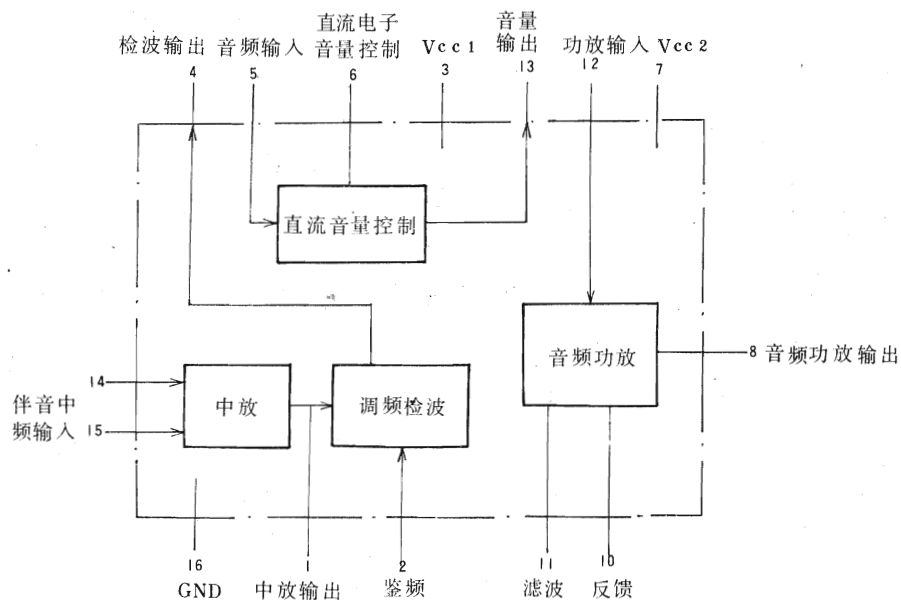 直流电子
音量
检波输出
音频输入
音量控制
Vcc1
输出
功放输入
Vcc2
4
5
6
3
13
12
7
直流音量控制
音频功放
8
音频功放输出
14
伴音中
频输入
15
中放
调频检波
16
1
2
11
10
GND
中放输出
鉴频
滤波
反馈